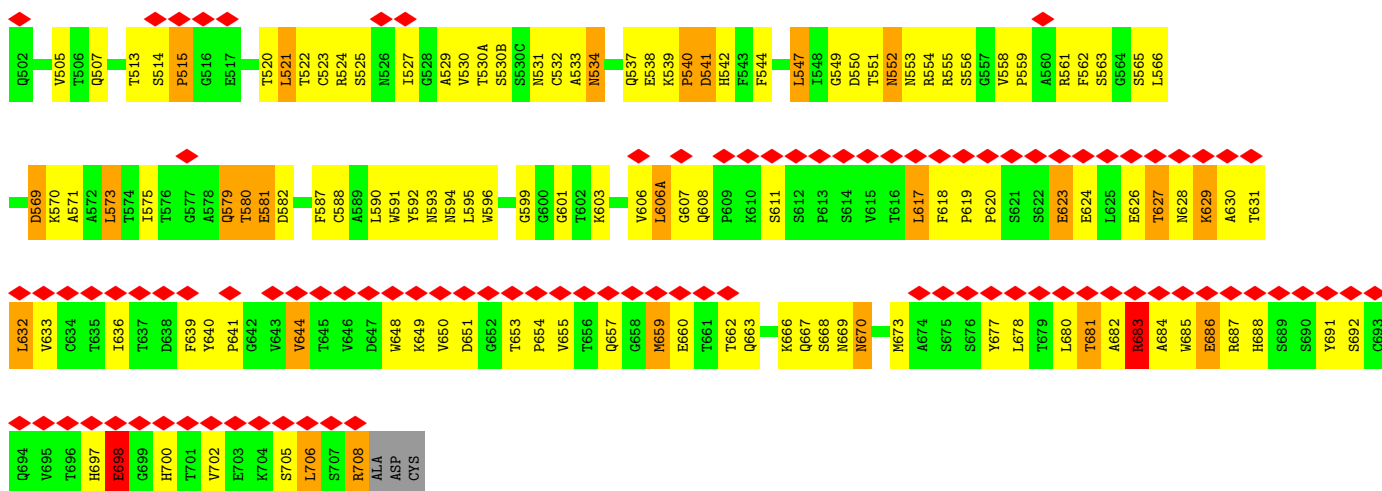 Q502 V505 T506 Q507 T513 S514 P515 G516 E517 T520 L521 T522 C523 R524 S525 N526 I527 G528 A529 V530 T530A S530B S530C N531 C532 A533 N534 Q537 E538 K539 P540 D541 H542 F543 F544 L547 I548 G549 D550 T551 N552 N553 R554 R555 S556 G557 V558 P559 A560 R561 F562 S563 G564 S565 L566
D569 K570 A571 A572 L573 T574 I575 T576 G577 A578 Q579 T580 E581 D582 F587 C588 A589 L590 W591 Y592 N593 N594 L595 W596 G599 G600 G601 T602 K603 V606 L606A G607 Q608 P609 K610 S611 S612 P613 S614 V615 T616 L617 F618 P619 P620 S621 S622 E623 E624 L625 E626 T627 N628 K629 A630 T631
L632 V633 C634 T635 I636 T637 D638 F639 Y640 P641 G642 V643 V644 T645 V646 D647 W648 K649 V650 D651 G652 T653 P654 V655 T656 Q657 G658 M659 E660 T661 T662 Q663 K666 Q667 S668 N669 N670 M673 A674 S675 S676 Y677 L678 T679 L680 T681 A682 R683 A684 W685 E686 R687 H688 S689 S690 Y691 S692 C693
Q694 V695 T696 H697 E698 G699 H700 T701 V702 E703 K704 S705 L706 S707 R708 ALA ASP CYS